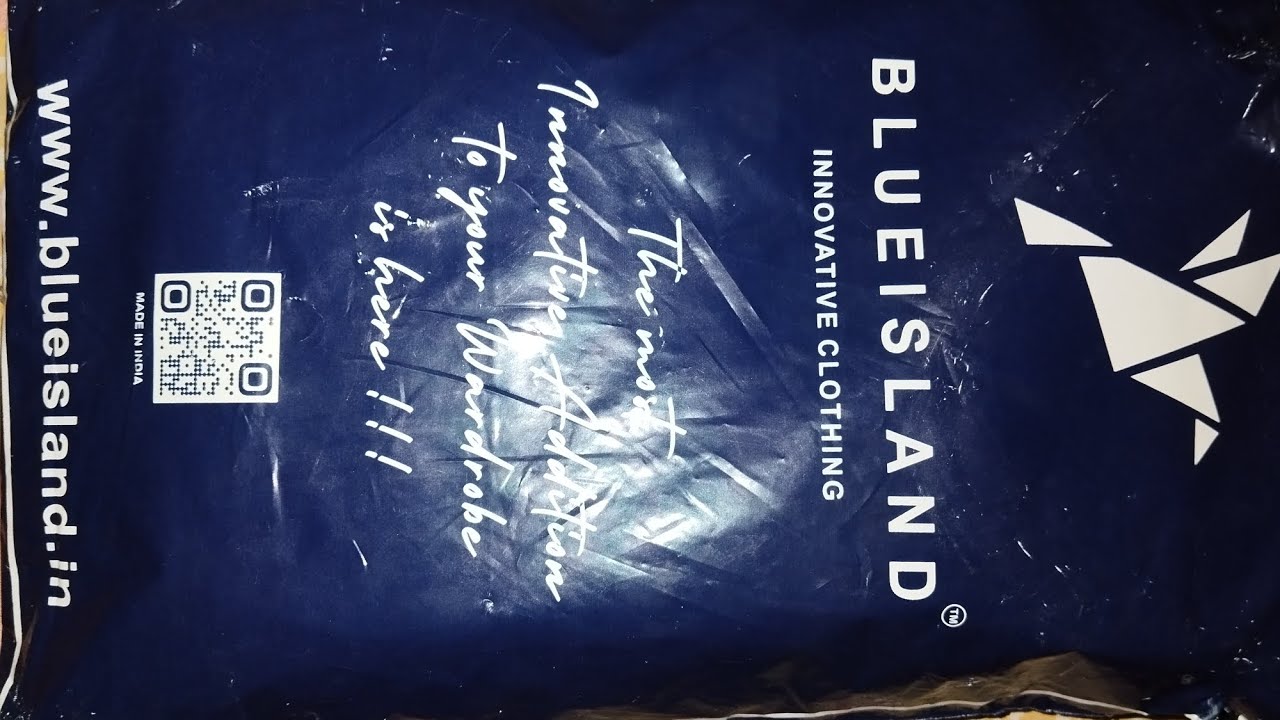 BLUEISLAND™
INNOVATIVE CLOTHING
The most
Innovative Addition
to your Wardrobe
is here !!!
MADE IN INDIA
www.blueisland.in